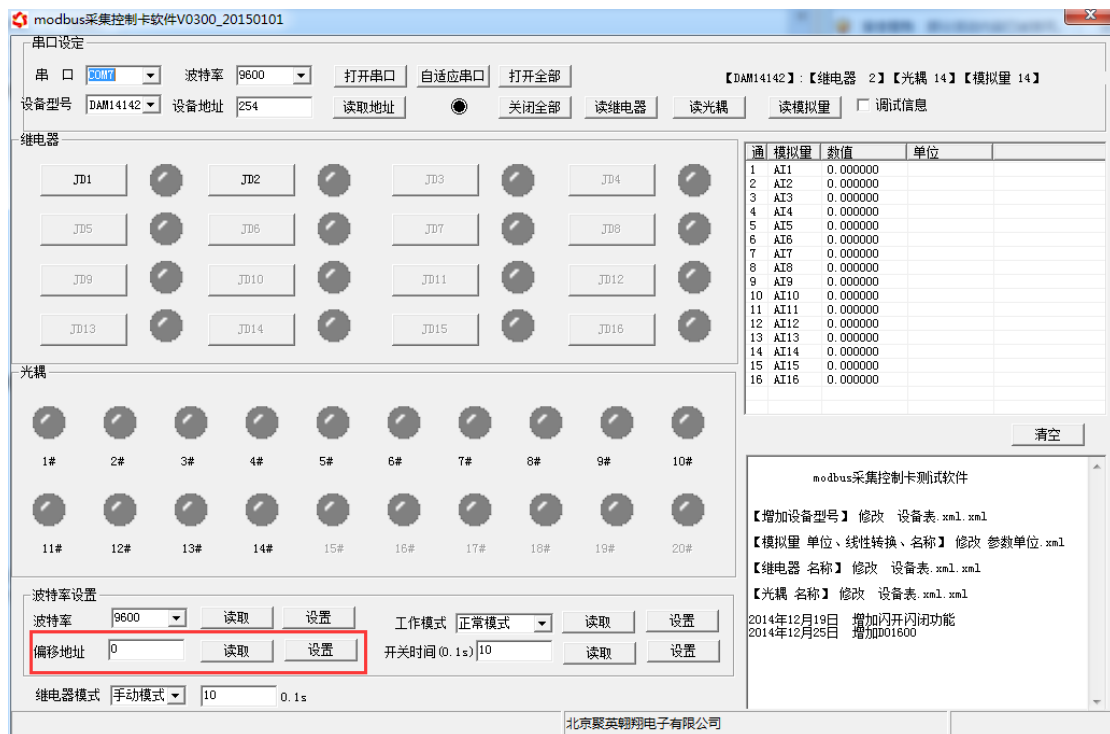 modbus采集控制卡软件V0300_20150101
串口设定
串 口 COM7 波特率 9600 打开串口 自适应串口 打开全部 【DAM14142】:【继电器 2】【光耦 14】【模拟量 14】
设备型号 DAM14142 设备地址 254 读取地址 关闭全部 读继电器 读光耦 读模拟量 调试信息
继电器
JD1 JD2 JD3 JD4
JD5 JD6 JD7 JD8
JD9 JD10 JD11 JD12
JD13 JD14 JD15 JD16
通 模拟量 数值 单位
1 AI1 0.000000
2 AI2 0.000000
3 AI3 0.000000
4 AI4 0.000000
5 AI5 0.000000
6 AI6 0.000000
7 AI7 0.000000
8 AI8 0.000000
9 AI9 0.000000
10 AI10 0.000000
11 AI11 0.000000
12 AI12 0.000000
13 AI13 0.000000
14 AI14 0.000000
15 AI15 0.000000
16 AI16 0.000000
清空
光耦
1# 2# 3# 4# 5# 6# 7# 8# 9# 10#
11# 12# 13# 14# 15# 16# 17# 18# 19# 20#
modbus采集控制卡测试软件
【增加设备型号】 修改 设备表.xml.xml
【模拟量 单位、线性转换、名称】 修改 参数单位.xml
【继电器 名称】 修改 设备表.xml.xml
【光耦 名称】 修改 设备表.xml.xml
2014年12月19日 增加闪开闪闭功能
2014年12月25日 增加DO1600
波特率设置
波特率 9600 读取 设置 工作模式 正常模式 读取 设置
偏移地址 0 读取 设置 开关时间(0.1s) 10 读取 设置
继电器模式 手动模式 10 0.1s
北京聚英翱翔电子有限公司